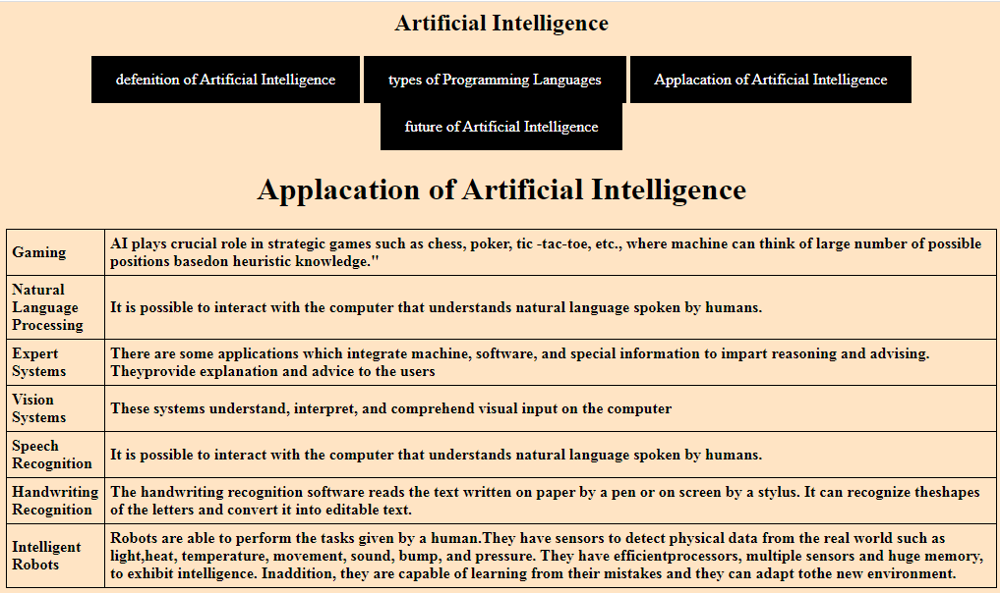 Artificial Intelligence
defenition of Artificial Intelligence
types of Programming Languages
Applacation of Artificial Intelligence
future of Artificial Intelligence
Applacation of Artificial Intelligence
Gaming
AI plays crucial role in strategic games such as chess, poker, tic -tac-toe, etc., where machine can think of large number of possible
positions basedon heuristic knowledge."
Natural
Language
Processing
It is possible to interact with the computer that understands natural language spoken by humans.
Expert
Systems
There are some applications which integrate machine, software, and special information to impart reasoning and advising.
Theyprovide explanation and advice to the users
Vision
Systems
These systems understand, interpret, and comprehend visual input on the computer
Speech
Recognition
It is possible to interact with the computer that understands natural language spoken by humans.
Handwriting
Recognition
The handwriting recognition software reads the text written on paper by a pen or on screen by a stylus. It can recognize theshapes
of the letters and convert it into editable text.
Intelligent
Robots
Robots are able to perform the tasks given by a human.They have sensors to detect physical data from the real world such as
light,heat, temperature, movement, sound, bump, and pressure. They have efficientprocessors, multiple sensors and huge memory,
to exhibit intelligence. Inaddition, they are capable of learning from their mistakes and they can adapt tothe new environment.